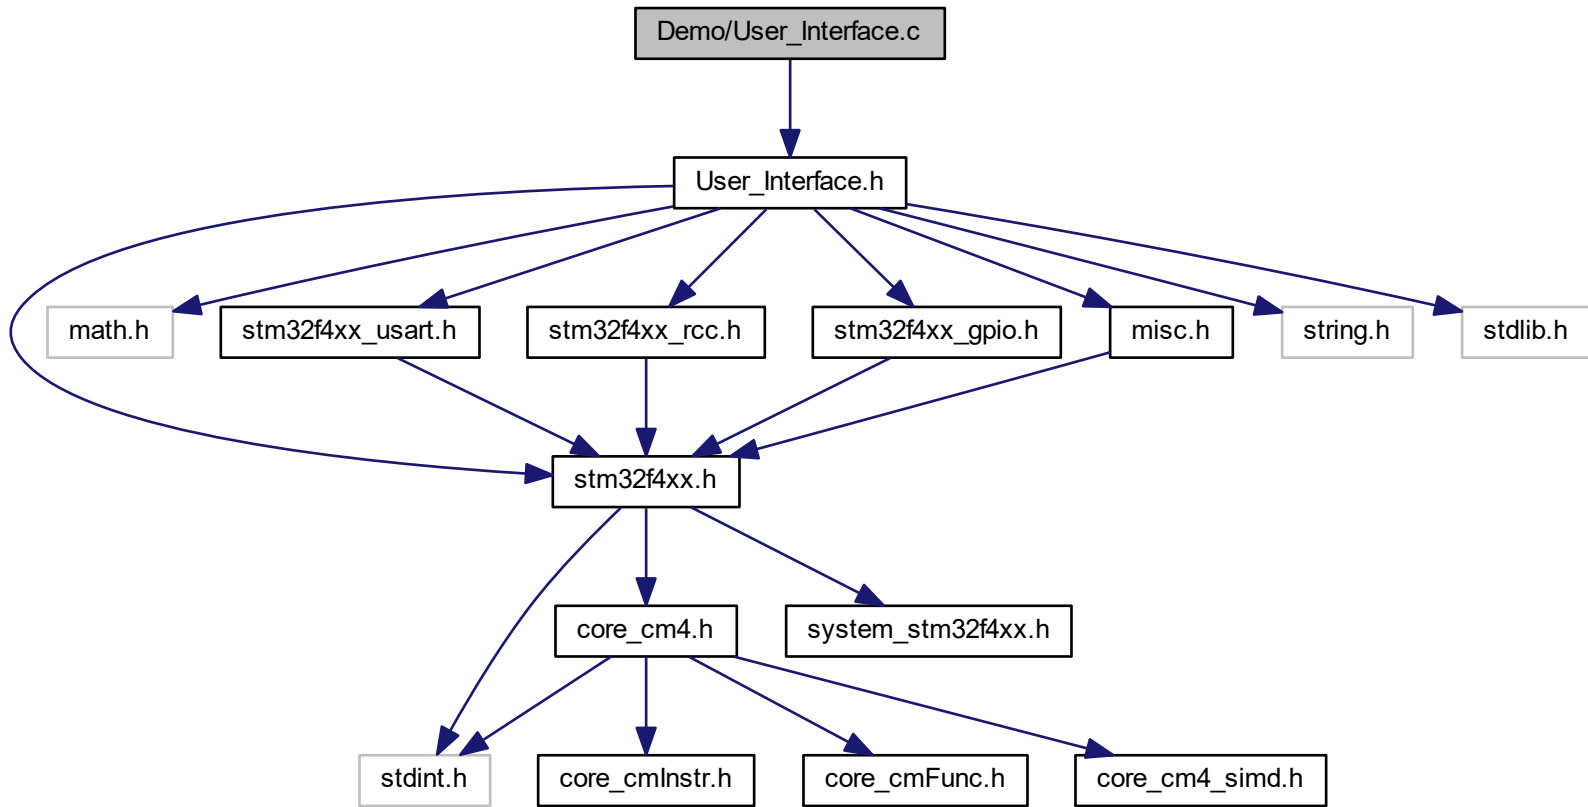 Demo/User_Interface.c
User_Interface.h
math.h
stm32f4xx_usart.h
stm32f4xx_rcc.h
stm32f4xx_gpio.h
misc.h
string.h
stdlib.h
stm32f4xx.h
core_cm4.h
system_stm32f4xx.h
stdint.h
core_cmInstr.h
core_cmFunc.h
core_cm4_simd.h